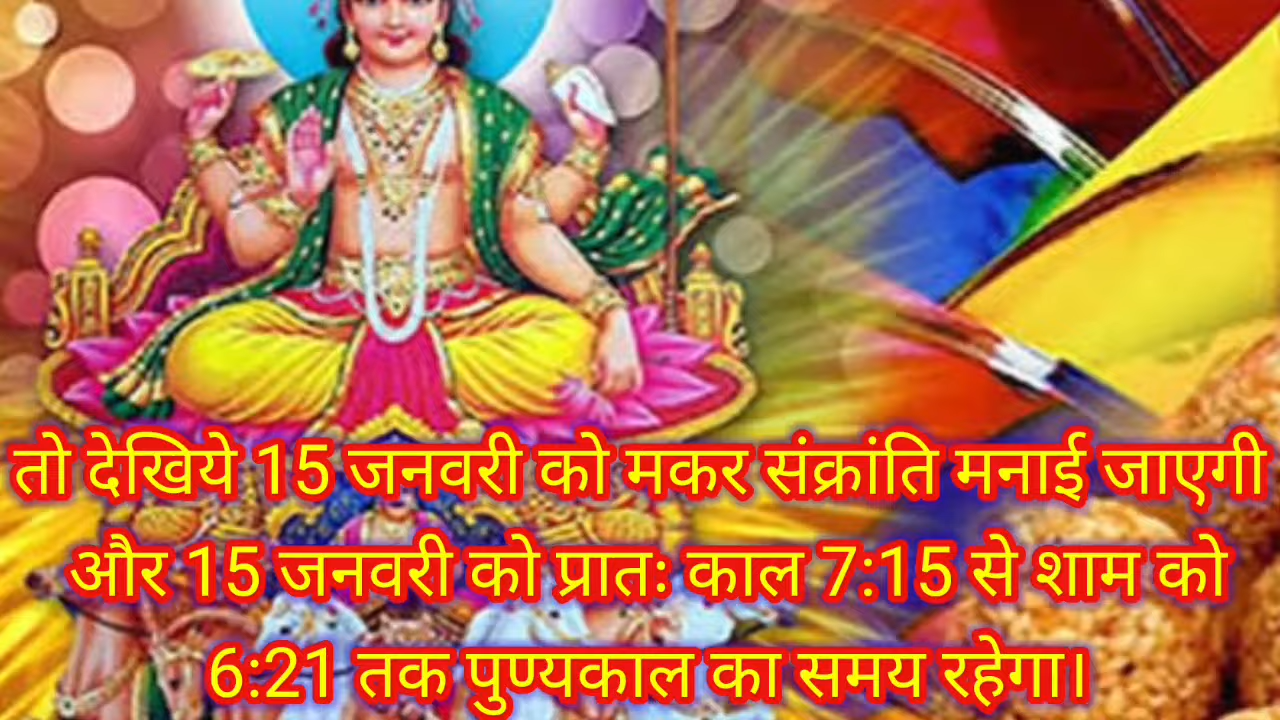 तो देखिये 15 जनवरी को मकर संक्रांति मनाई जाएगी
और 15 जनवरी को प्रातः काल 7:15 से शाम को
6:21 तक पुण्यकाल का समय रहेगा।